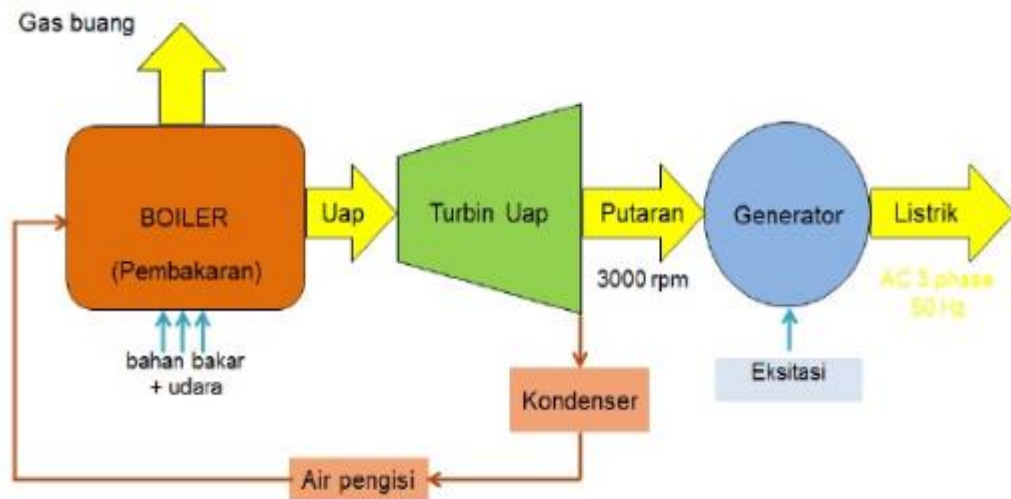 Gas buang
BOILER
(Pembakaran)
Uap
Turbin Uap
Putaran
3000 rpm
Generator
Listrik
AC 3 phase
50 Hz
bahan bakar
+ udara
Eksitasi
Kondenser
Air pengisi